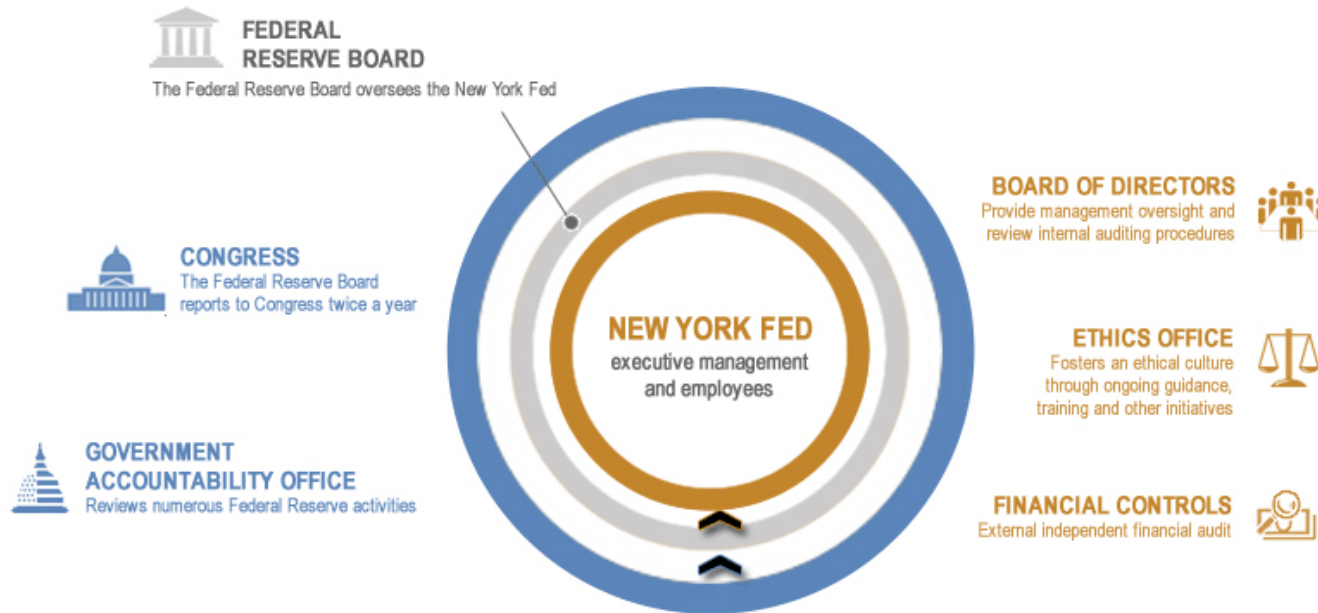 FEDERAL
RESERVE BOARD
The Federal Reserve Board oversees the New York Fed
CONGRESS
The Federal Reserve Board
reports to Congress twice a year
GOVERNMENT
ACCOUNTABILITY OFFICE
Reviews numerous Federal Reserve activities
NEW YORK FED
executive management
and employees
BOARD OF DIRECTORS
Provide management oversight and
review internal auditing procedures
ETHICS OFFICE
Fosters an ethical culture
through ongoing guidance,
training and other initiatives
FINANCIAL CONTROLS
External independent financial audit